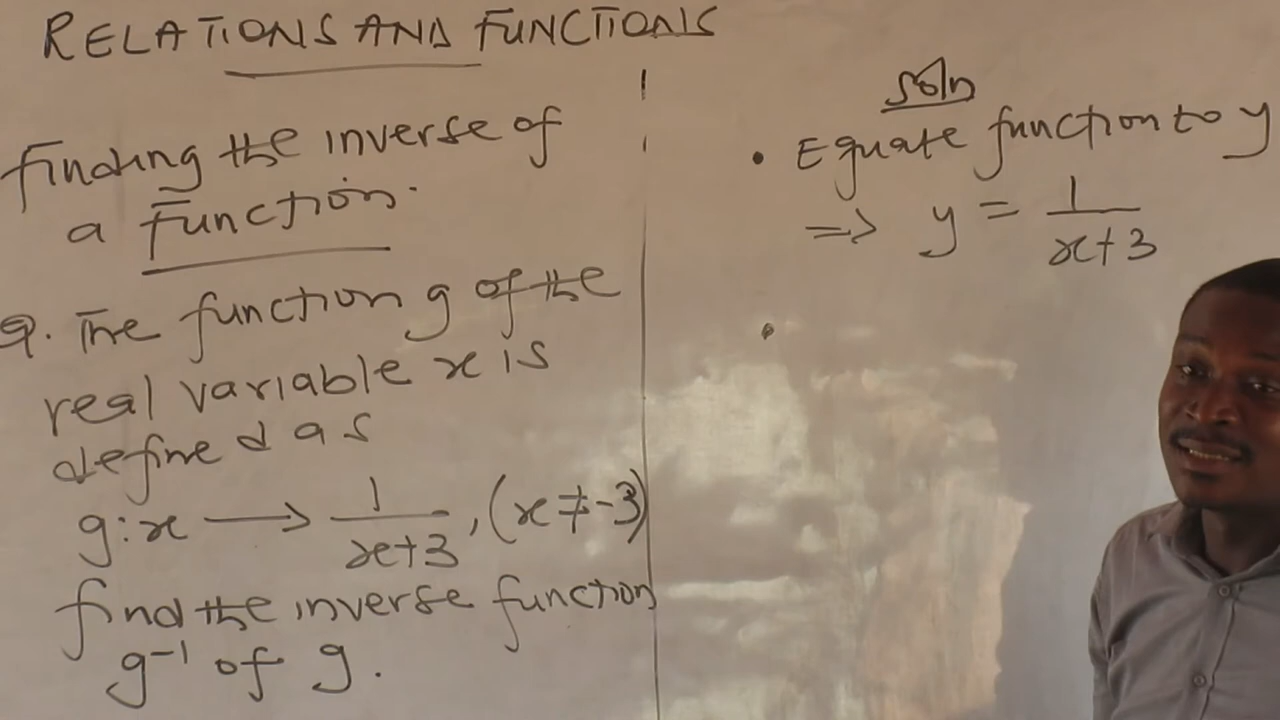 RELATIONS AND FUNCTIONS
Finding the inverse of
a Function.
Q. The function g of the
real variable x is
defined as
g:x ⟶ 1/(x+3), (x ≠ -3)
find the inverse function
g⁻¹ of g.
soln
• Equate function to y
=> y = 1/(x+3)
•